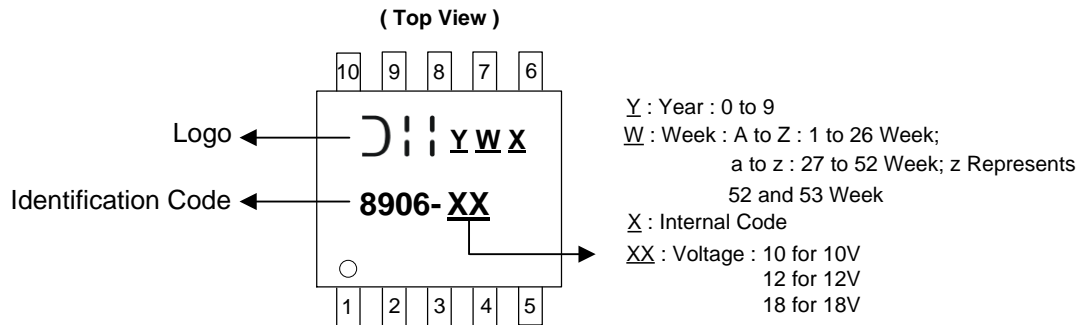 ( Top View )
10 9 8 7 6
Logo
Y W X
Identification Code
8906- XX
1 2 3 4 5
Y : Year : 0 to 9
W : Week : A to Z : 1 to 26 Week;
a to z : 27 to 52 Week; z Represents
52 and 53 Week
X : Internal Code
XX : Voltage : 10 for 10V
12 for 12V
18 for 18V